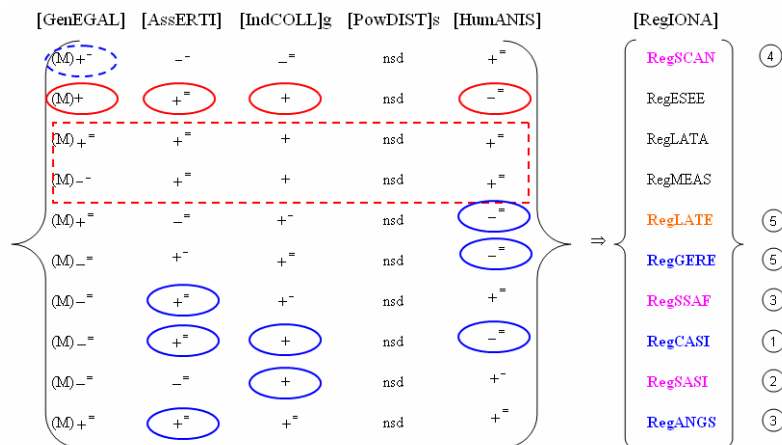 [GenEGAL] [AssERTI] [IndCOLL]g [PowDIST]s [HumANIS] [RegIONA]
(M)+⁻ −⁻ −⁼ nsd +⁼ RegSCAN ④
(M)+ +⁼ + nsd −⁼ RegESEE
(M)+⁼ +⁼ + nsd +⁼ RegLATA
(M)−⁻ +⁼ + nsd +⁼ RegMEAS
(M)+⁼ −⁼ +⁻ nsd −⁼ ⇒ RegLATE ⑤
(M)−⁼ +⁻ +⁼ nsd −⁼ RegGERE ⑤
(M)−⁼ +⁼ +⁻ nsd +⁼ RegSSAF ③
(M)−⁼ +⁼ + nsd −⁼ RegCASI ①
(M)−⁼ −⁼ + nsd +⁻ RegSASI ②
(M)+⁼ +⁼ +⁼ nsd +⁼ RegANGS ③